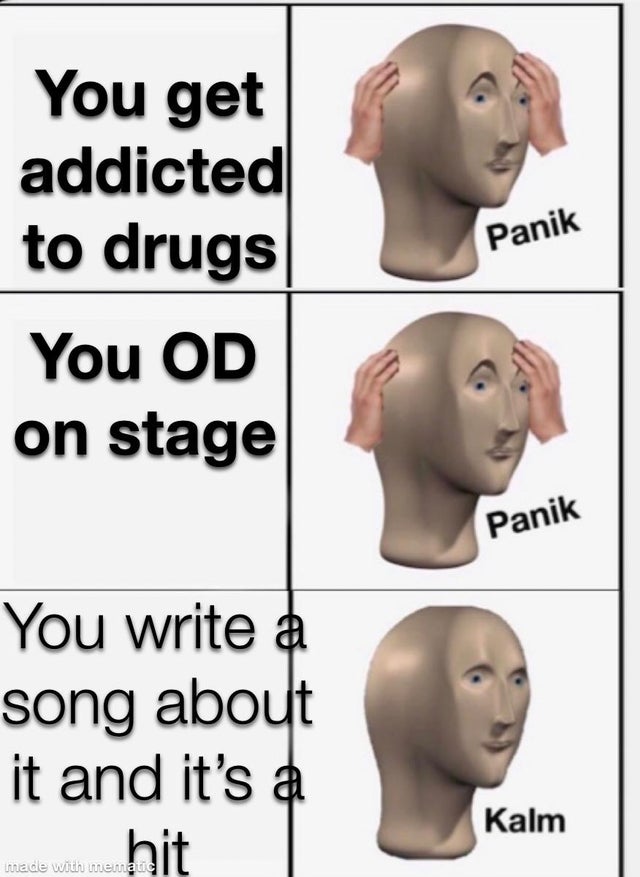 You get
addicted
to drugs
Panik
You OD
on stage
Panik
You write a
song about
it and it's a
hit
Kalm
made with mematic